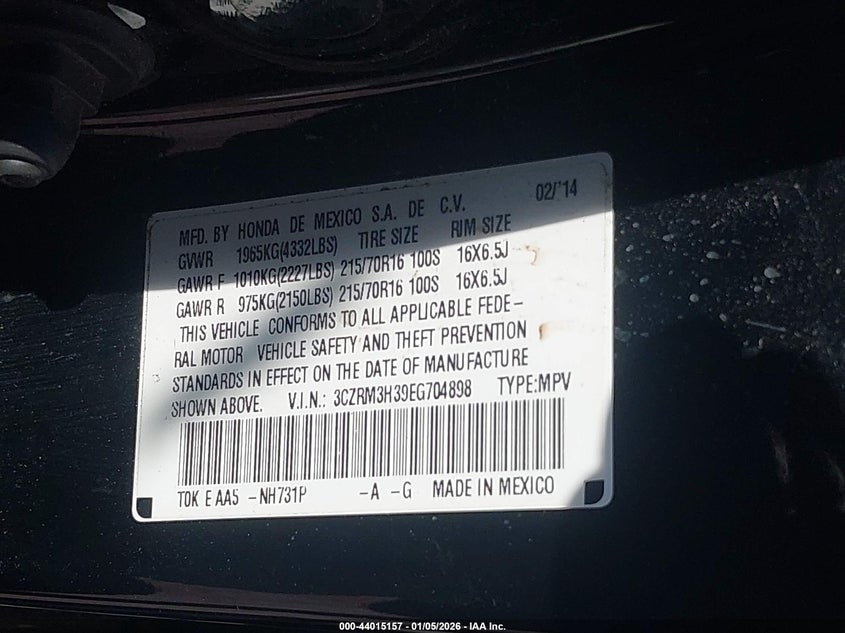 02/'14
MFD. BY HONDA DE MEXICO S.A. DE C.V.
GVWR 1965KG(4332LBS) TIRE SIZE RIM SIZE
GAWR F 1010KG(2227LBS) 215/70R16 100S 16X6.5J
GAWR R 975KG(2150LBS) 215/70R16 100S 16X6.5J
THIS VEHICLE CONFORMS TO ALL APPLICABLE FEDE-
RAL MOTOR VEHICLE SAFETY AND THEFT PREVENTION
STANDARDS IN EFFECT ON THE DATE OF MANUFACTURE
SHOWN ABOVE. V.I.N.: 3CZRM3H39EG704898 TYPE:MPV
T0K E AA5 -NH731P -A -G MADE IN MEXICO
000-44015157 - 01/05/2026 - IAA Inc.